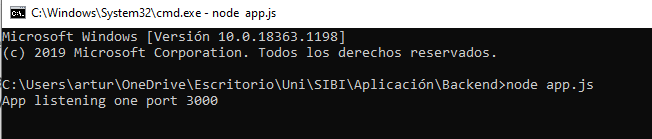 C:\Windows\System32\cmd.exe - node  app.js
Microsoft Windows [Versión 10.0.18363.1198]
(c) 2019 Microsoft Corporation. Todos los derechos reservados.
C:\Users\artur\OneDrive\Escritorio\Uni\SIBI\Aplicación\Backend>node app.js
App listening one port 3000